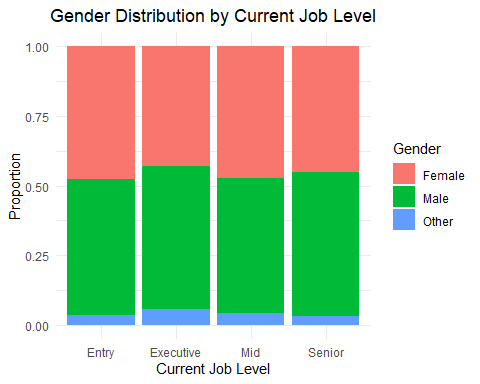 Gender Distribution by Current Job Level
1.00
0.75
0.50
0.25
0.00
Proportion
Entry
Executive
Mid
Senior
Current Job Level
Gender
Female
Male
Other